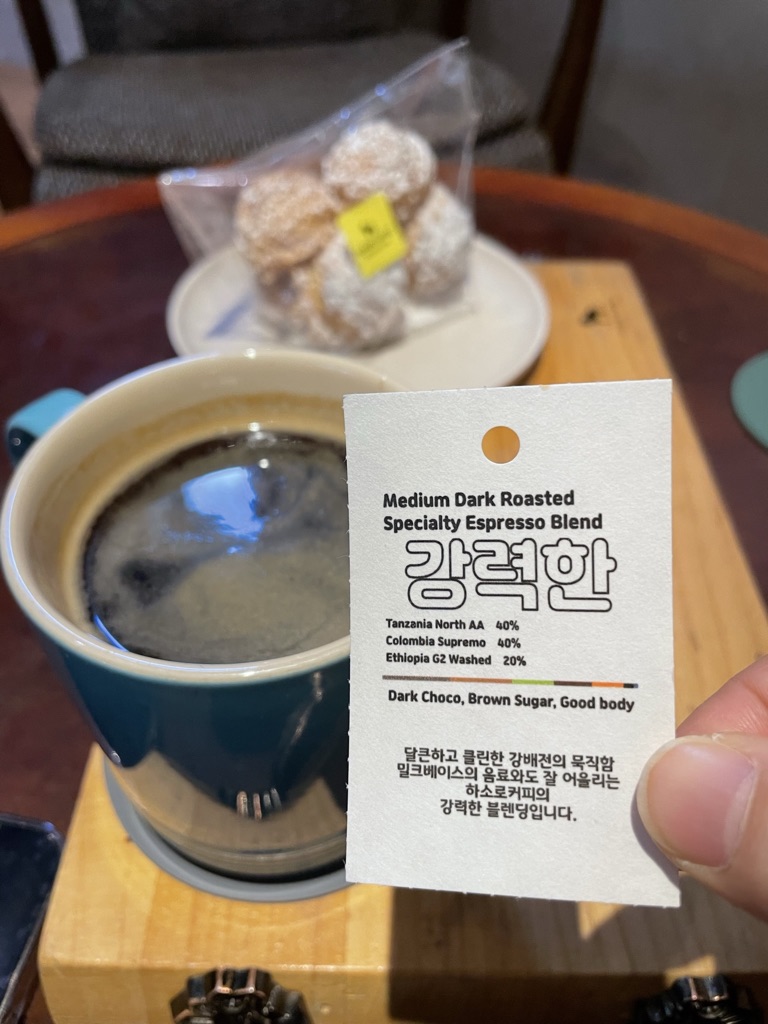 Medium Dark Roasted
Specialty Espresso Blend
강력한
Tanzania North AA 40%
Colombia Supremo 40%
Ethiopia G2 Washed 20%
Dark Choco, Brown Sugar, Good body
달큰하고 클린한 강배전의 묵직함
밀크베이스의 음료와도 잘 어울리는
하소로커피의
강력한 블렌딩입니다.